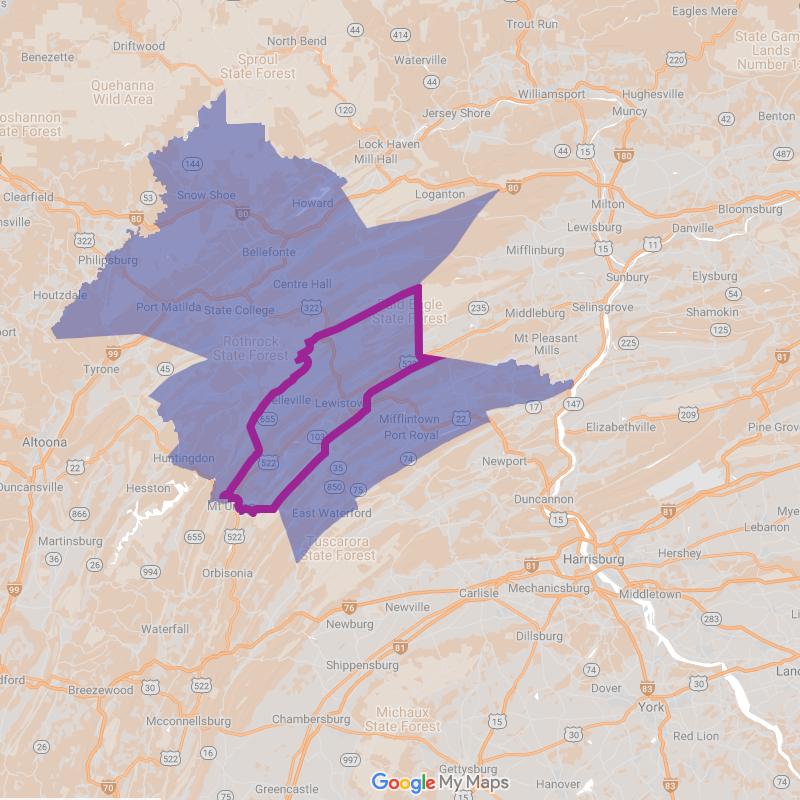 Eagles Mere
Trout Run
44
414
North Bend
State Gam
Lands
Number 1
Driftwood
Benezette
Sproul
State Forest
Waterville
220
44
Quehanna
Wild Area
Williamsport
Hughesville
120
Jersey Shore
Muncy
oshannon
State Forest
42
Benton
Lock Haven
Mill Hall
44
15
180
487
144
Clearfield
53
Snow Shoe
80
Loganton
80
Howard
Milton
Bloomsburg
nsville
80
Lewisburg
Danville
322
Bellefonte
Mifflinburg
15
11
Philipsburg
Sunbury
Elysburg
Centre Hall
Houtzdale
54
Port Matilda
State College
322
Eagle
State Forest
235
Middleburg
Selinsgrove
Shamokin
125
Rothrock
State Forest
Mt Pleasant
Mills
225
99
81
Tyrone
45
522
elleville
Lewistown
147
17
655
Mifflintown
22
209
Port Royal
Elizabethville
Pine Grov
Altoona
103
22
Huntingdon
522
74
Newport
35
Duncansville
Hesston
850
75
Duncannon
81
866
Mt U
East Waterford
15
Lebanon
Martinsburg
655
522
Tuscarora
State Forest
36
26
994
Orbisonia
81
Harrisburg
Hershey
99
Carlisle
Mechanicsburg
Middletown
76
Newville
Waterfall
Newburg
283
81
Dillsburg
Shippensburg
dford
522
74
Lanc
Breezewood
30
Dover
83
30
Michaux
State Forest
York
Mcconnellsburg
Chambersburg
15
26
16
30
Red Lion
522
997
Gettysburg
70
Greencastle
Google My Maps
Hanover
83